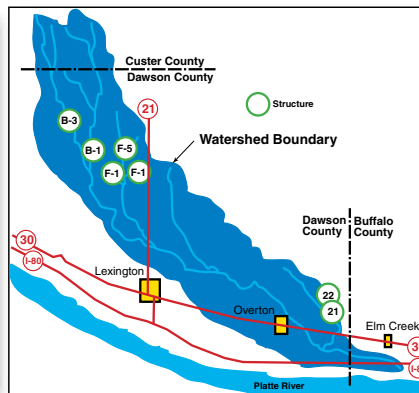 Custer County
Dawson County
21
Structure
B-3
Watershed Boundary
B-1
F-5
F-1
F-1
Dawson County
Buffalo County
30
I-80
Lexington
22
21
Overton
Elm Creek
Platte River